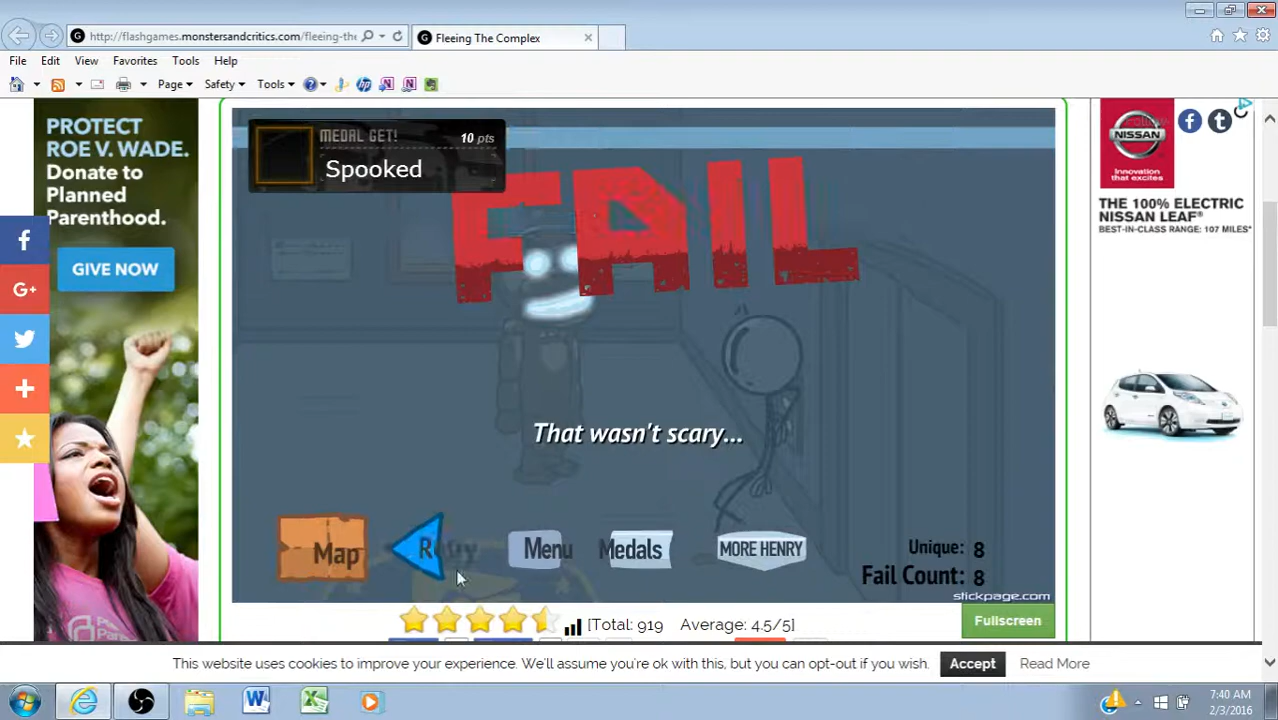 http://flashgames.monstersandcritics.com/fleeing-the
Fleeing The Complex
File Edit View Favorites Tools Help
Page Safety Tools
PROTECT
ROE V. WADE.
Donate to
Planned
Parenthood.
GIVE NOW
MEDAL GET!
10 pts
Spooked
FAIL
That wasn't scary...
Map
Retry
Menu
Medals
MORE HENRY
Unique: 8
Fail Count: 8
stickpage.com
NISSAN
Innovation
that excites
THE 100% ELECTRIC
NISSAN LEAF®
BEST-IN-CLASS RANGE: 107 MILES*
[Total: 919 Average: 4.5/5]
Fullscreen
This website uses cookies to improve your experience. We'll assume you're ok with this, but you can opt-out if you wish.
Accept
Read More
7:40 AM
2/3/2016